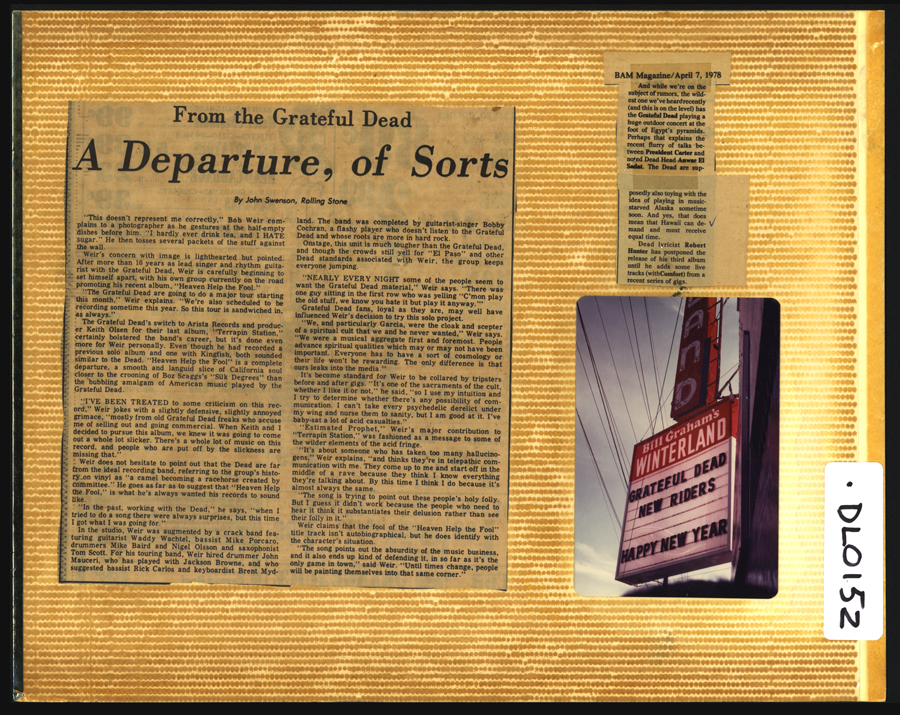 From the Grateful Dead
A Departure, of Sorts
By John Swenson, Rolling Stone
"This doesn't represent me correctly," Bob Weir com-
plains to a photographer as he gestures at the half-empty
dishes before him. "I hardly ever drink tea, and I HATE
sugar." He then tosses several packets of the stuff against
the wall.
Weir's concern with image is lighthearted but pointed.
After more than 10 years as lead singer and rhythm guita-
rist with the Grateful Dead, Weir is carefully beginning to
set himself apart, with his own group currently on the road
promoting his recent album, "Heaven Help the Fool."
"The Grateful Dead are going to do a major tour starting
this month," Weir explains. "We're also scheduled to be
recording sometime this year. So this tour is sandwiched in,
as always."
The Grateful Dead's switch to Arista Records and produc-
er Keith Olsen for their last album, "Terrapin Station,"
certainly bolstered the band's career, but it's done even
more for Weir personally. Even though he had recorded a
previous solo album and one with Kingfish, both sounded
similar to the Dead. "Heaven Help the Fool" is a complete
departure, a smooth and languid slice of California soul
closer to the crooning of Boz Scaggs's "Silk Degrees" than
the bubbling amalgam of American music played by the
Grateful Dead.
"I'VE BEEN TREATED to some criticism on this rec-
ord," Weir jokes with a slightly defensive, slightly annoyed
grimace, "mostly from old Grateful Dead freaks who accuse
me of selling out and going commercial. When Keith and I
decided to pursue this album, we knew it was going to come
out a whole lot slicker. There's a whole lot of music on this
record, and people who are put off by the slickness are
missing that."
Weir does not hesitate to point out that the Dead are far
from the ideal recording band, referring to the group's histo-
ry on vinyl as "a camel becoming a racehorse created by
committee." He goes as far as to suggest that "Heaven Help
the Fool," is what he's always wanted his records to sound
like.
"In the past, working with the Dead," he says, "when I
tried to do a song there were always surprises, but this time
I got what I was going for."
In the studio, Weir was augmented by a crack band fea-
turing guitarist Waddy Wachtel, bassist Mike Porcaro,
drummers Mike Baird and Nigel Olsson and saxophonist
Tom Scott. For his touring band, Weir hired drummer John
Mauceri, who has played with Jackson Browne, and who
suggested bassist Rick Carlos and keyboardist Brent Myd-
land. The band was completed by guitarist-singer Bobby
Cochran, a flashy player who doesn't listen to the Grateful
Dead and whose roots are more in hard rock.
Onstage, this unit is much tougher than the Grateful Dead,
and though the crowds still yell for "El Paso" and other
Dead standards associated with Weir, the group keeps
everyone jumping.
"NEARLY EVERY NIGHT some of the people seem to
want the Grateful Dead material," Weir says. "There was
one guy sitting in the first row who was yelling "C'mon play
the old stuff, we know you hate it but play it anyway.""
Grateful Dead fans, loyal as they are, may well have
influenced Weir's decision to try this solo project.
"We, and particularly Garcia, were the cloak and scepter
of a spiritual cult that we and he never wanted," Weir says.
"We were a musical aggregate first and foremost. People
advance spiritual qualities which may or may not have been
important. Everyone has to have a sort of cosmology or
their life won't be rewarding. The only difference is that
ours leaks into the media."
It's become standard for Weir to be collared by tripsters
before and after gigs. "It's one of the sacraments of the cult,
whether I like it or not," he said, "so I use my intuition and
I try to determine whether there's any possibility of com-
munication. I can't take every psychedelic derelict under
my wing and nurse them to sanity, but I am good at it. I've
baby-sat a lot of acid casualties."
"Estimated Prophet," Weir's major contribution to
"Terrapin Station," was fashioned as a message to some of
the wilder elements of the acid fringe.
"It's about someone who has taken too many hallucino-
gens," Weir explains, "and thinks they're in telepathic com-
munication with me. They come up to me and start off in the
middle of a rave because they think I know everything
they're talking about. By this time I think I do because it's
almost always the same.
"The song is trying to point out these people's holy folly.
But I guess it didn't work because the people who need to
hear it think it substantiates their delusion rather than see
their folly in it."
Weir claims that the fool of the "Heaven Help the Fool"
title track isn't autobiographical, but he does identify with
the character's situation.
"The song points out the absurdity of the music business,
and it also ends up kind of defending it, in so far as it's the
only game in town," said Weir. "Until times change, people
will be painting themselves into that same corner."
BAM Magazine/April 7, 1978
And while we're on the
subject of rumors, the wild-
est one we've heard recently
(and this is on the level) has
the Grateful Dead playing a
huge outdoor concert at the
foot of Egypt's pyramids.
Perhaps that explains the
recent flurry of talks be-
tween President Carter and
noted Dead Head Anwar El
Sadat. The Dead are sup-
posedly also toying with the
idea of playing in music-
starved Alaska sometime
soon. And yes, that does
mean that Hawaii can de-
mand and must receive
equal time.
Dead lyricist Robert
Hunter has postponed the
release of his third album
until he adds some live
tracks (with Comfort) from a
recent series of gigs.
ARD
Bill Graham's
WINTERLAND
GRATEFUL DEAD
NEW RIDERS
HAPPY NEW YEAR
· DL0152